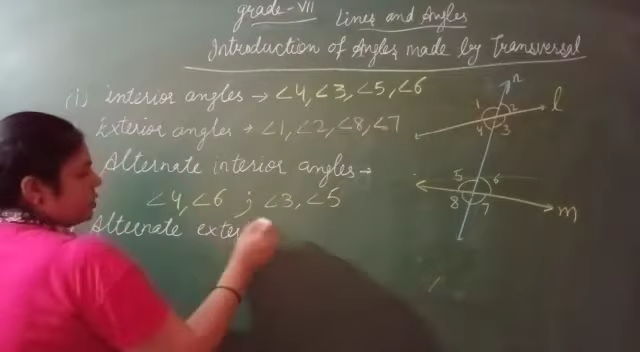 grade-VII Lines and Angles
Introduction of Angles made by Transversal
(i) Interior angles → ∠4, ∠3, ∠5, ∠6
Exterior angles → ∠1, ∠2, ∠8, ∠7
Alternate interior angles →
∠4, ∠6 ; ∠3, ∠5
Alternate exte
n
1 2 l
4 3
5 6
8 7 m